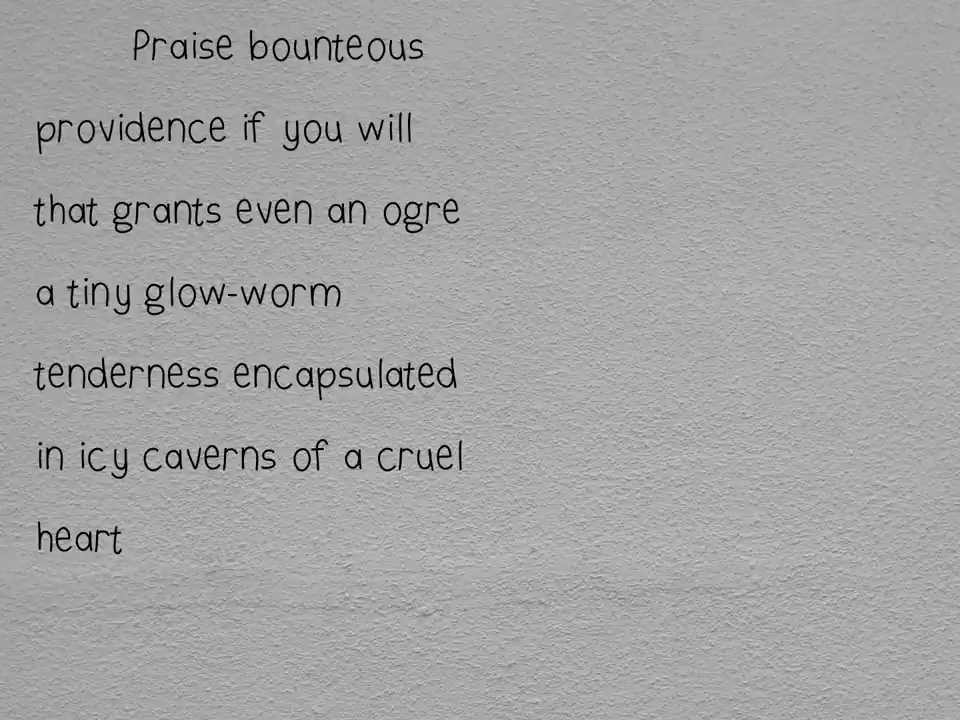 Praise bounteous
providence if you will
that grants even an ogre
a tiny glow-worm
tenderness encapsulated
in icy caverns of a cruel
heart